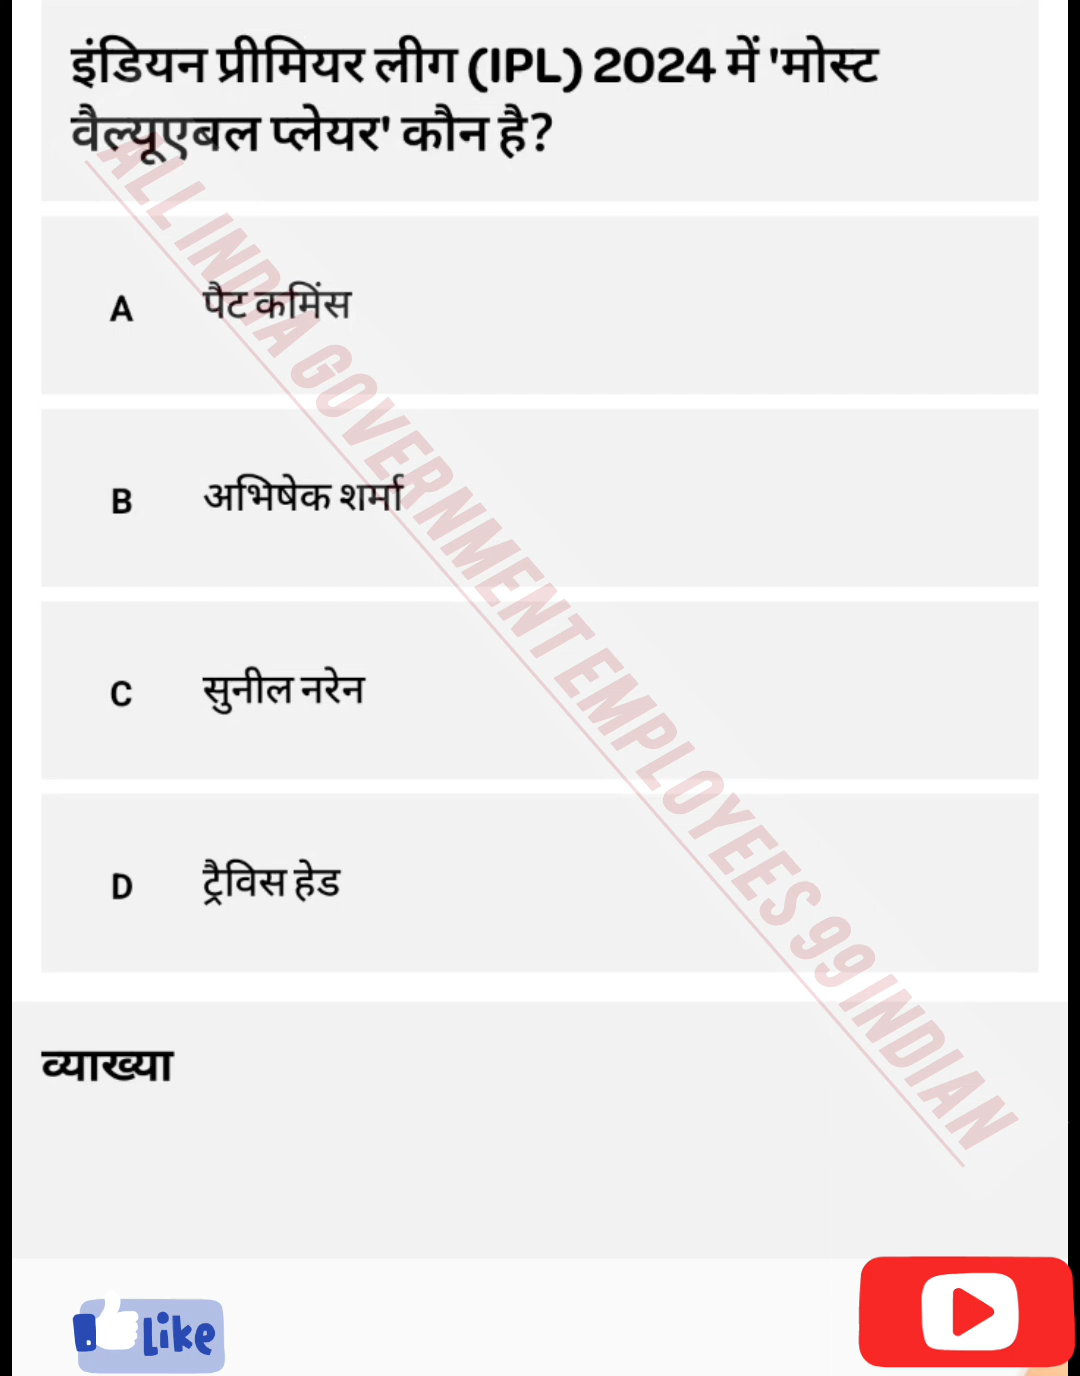 इंडियन प्रीमियर लीग (IPL) 2024 में 'मोस्ट
वैल्यूएबल प्लेयर' कौन है?
A पैट कमिंस
B अभिषेक शर्मा
C सुनील नरेन
D ट्रैविस हेड
ALL INDIA GOVERNMENT EMPLOYEES 99 INDIAN
व्याख्या
Like